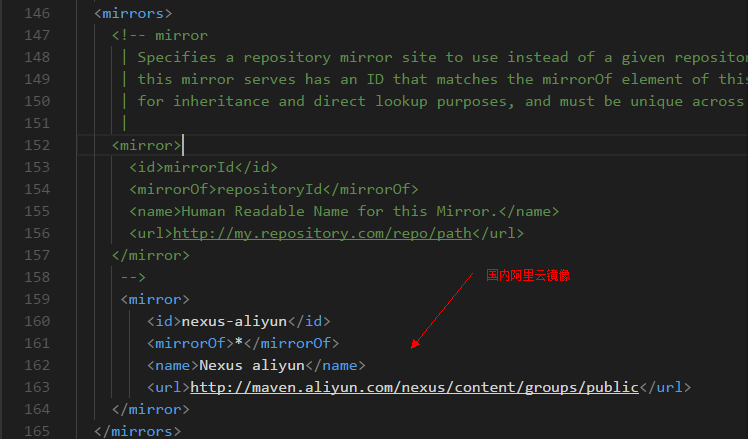 146 <mirrors>
147 <!-- mirror
148 | Specifies a repository mirror site to use instead of a given
149 | this mirror serves has an ID that matches the mirrorOf element of this
150 | for inheritance and direct lookup purposes, and must be unique across
151 |
152 <mirror>
153 <id>mirrorId</id>
154 <mirrorOf>repositoryId</mirrorOf>
155 <name>Human Readable Name for this Mirror.</name>
156 <url>http://my.repository.com/repo/path</url>
157 </mirror>
158 -->
国内阿里云镜像
159 <mirror>
160 <id>nexus-aliyun</id>
161 <mirrorOf>*</mirrorOf>
162 <name>Nexus aliyun</name>
163 <url>http://maven.aliyun.com/nexus/content/groups/public</url>
164 </mirror>
165 </mirrors>